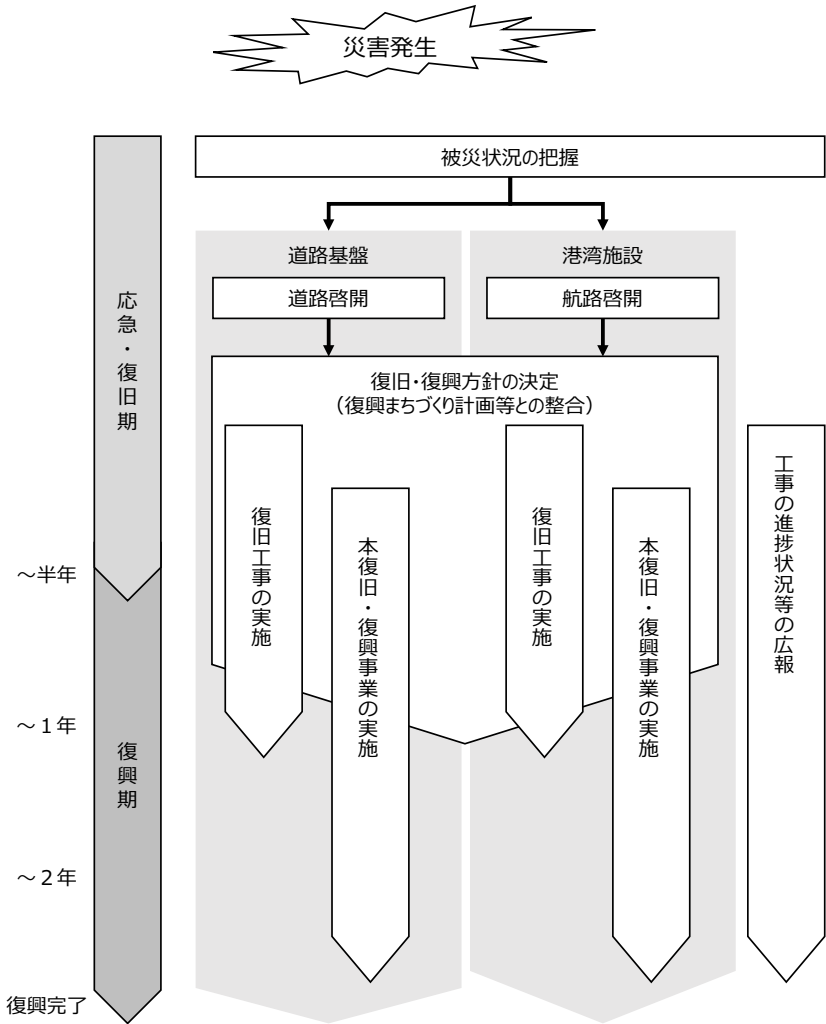 災害発生
被災状況の把握
道路基盤
港湾施設
道路啓開
航路啓開
復旧・復興方針の決定
（復興まちづくり計画等との整合）
応急・復旧期
復旧工事の実施
本復旧・復興事業の実施
復旧工事の実施
本復旧・復興事業の実施
工事の進捗状況等の広報
～半年
～１年
復興期
～２年
復興完了